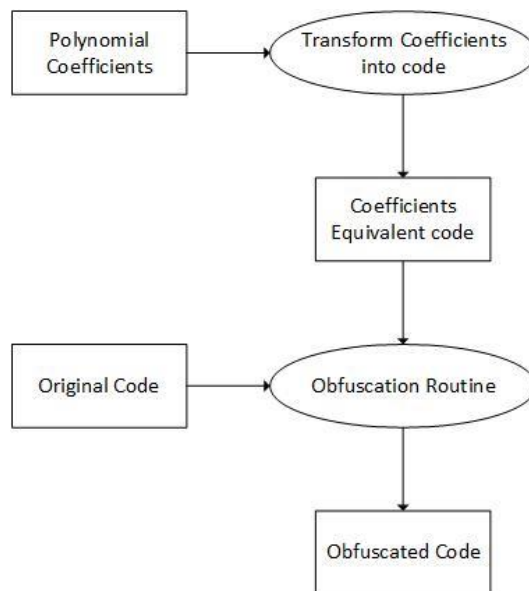 Polynomial
Coefficients
Transform Coefficients
into code
Coefficients
Equivalent code
Original Code
Obfuscation Routine
Obfuscated Code